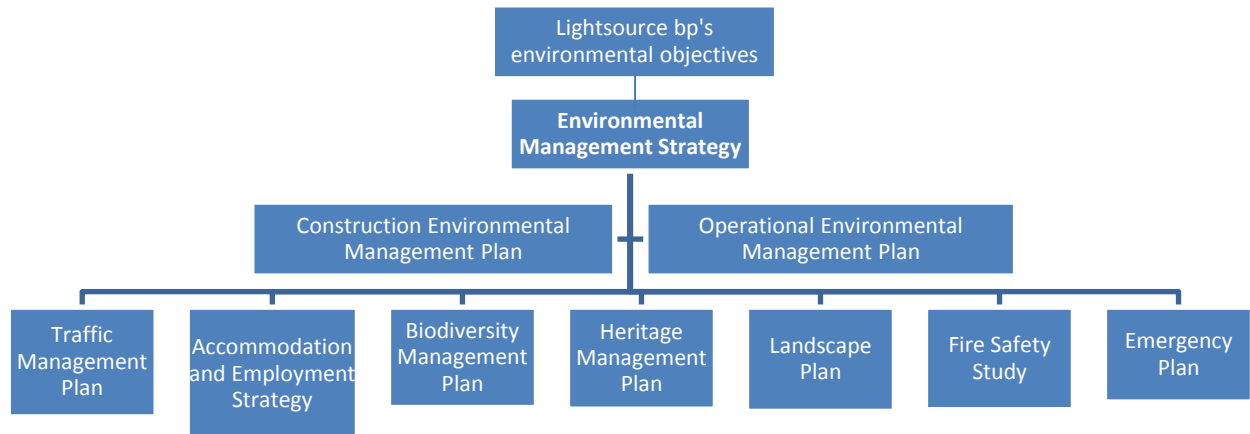 Lightsource bp's
environmental objectives
Environmental
Management Strategy
Construction Environmental
Management Plan
Operational Environmental
Management Plan
Traffic
Management
Plan
Accommodation
and Employment
Strategy
Biodiversity
Management
Plan
Heritage
Management
Plan
Landscape
Plan
Fire Safety
Study
Emergency
Plan